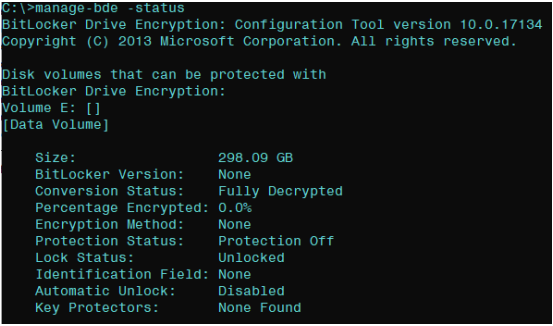 C:\>manage-bde -status
BitLocker Drive Encryption: Configuration Tool version 10.0.17134
Copyright (C) 2013 Microsoft Corporation. All rights reserved.
Disk volumes that can be protected with
BitLocker Drive Encryption:
Volume E: []
[Data Volume]
Size: 298.09 GB
BitLocker Version: None
Conversion Status: Fully Decrypted
Percentage Encrypted: 0.0%
Encryption Method: None
Protection Status: Protection Off
Lock Status: Unlocked
Identification Field: None
Automatic Unlock: Disabled
Key Protectors: None Found